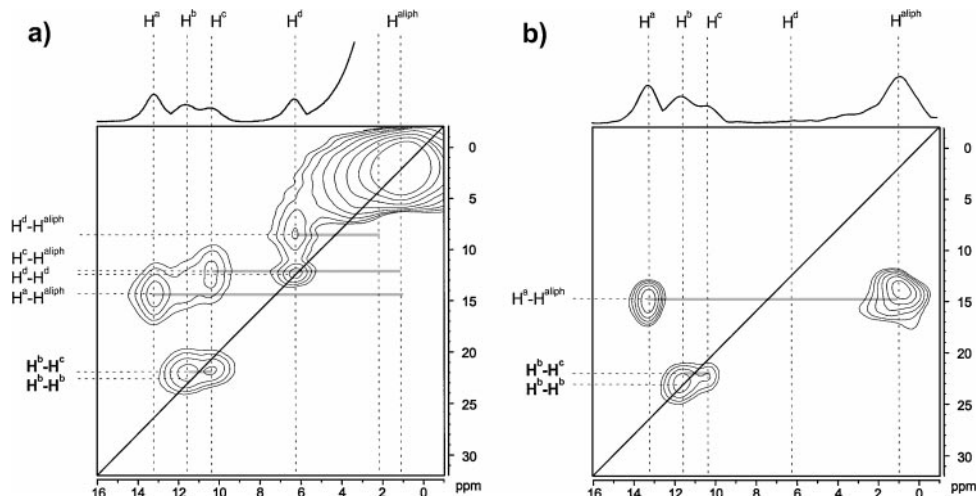 a)
Hᵃ Hᵇ Hᶜ Hᵈ Hᵃˡⁱᵖʰ
Hᵈ-Hᵃˡⁱᵖʰ
Hᶜ-Hᵃˡⁱᵖʰ
Hᵈ-Hᵈ
Hᵃ-Hᵃˡⁱᵖʰ
Hᵇ-Hᶜ
Hᵇ-Hᵇ
0
5
10
15
20
25
30
16 14 12 10 8 6 4 2 0 ppm
b)
Hᵃ Hᵇ Hᶜ Hᵈ Hᵃˡⁱᵖʰ
Hᵃ-Hᵃˡⁱᵖʰ
Hᵇ-Hᶜ
Hᵇ-Hᵇ
0
5
10
15
20
25
30
16 14 12 10 8 6 4 2 0 ppm